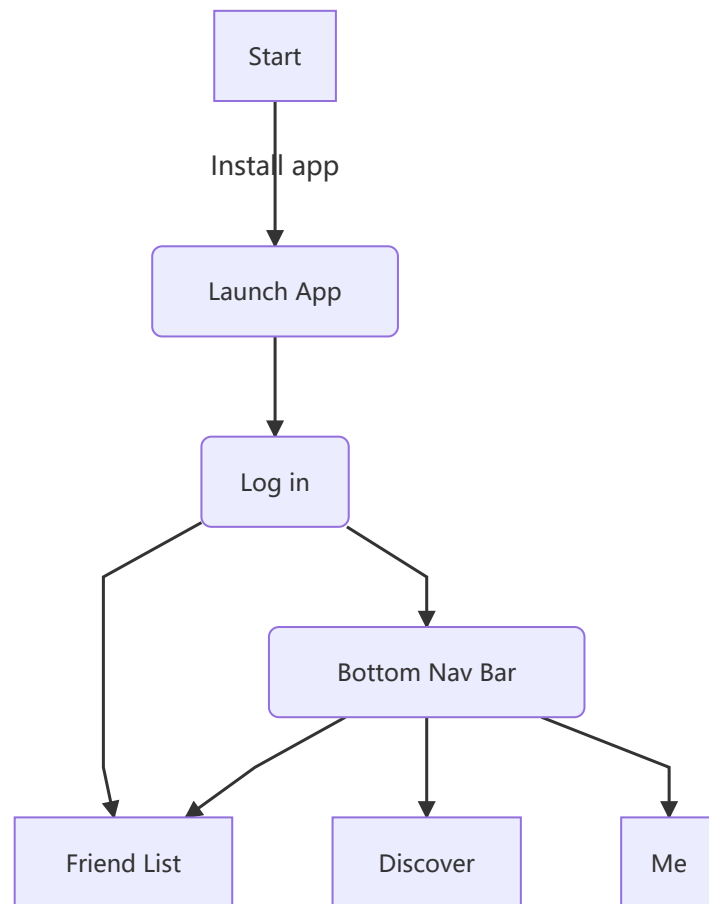 Start
Install app
Launch App
Log in
Bottom Nav Bar
Friend List
Discover
Me